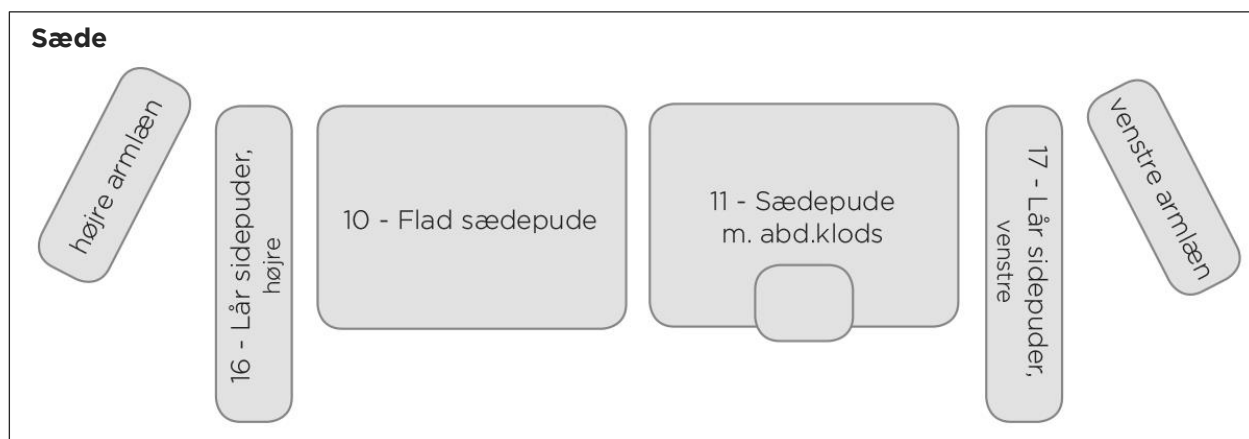 Sæde
højre armlæn
16 - Lår sidepuder,
højre
10 - Flad sædepude
11 - Sædepude
m. abd.klods
17 - Lår sidepuder,
venstre
venstre armlæn